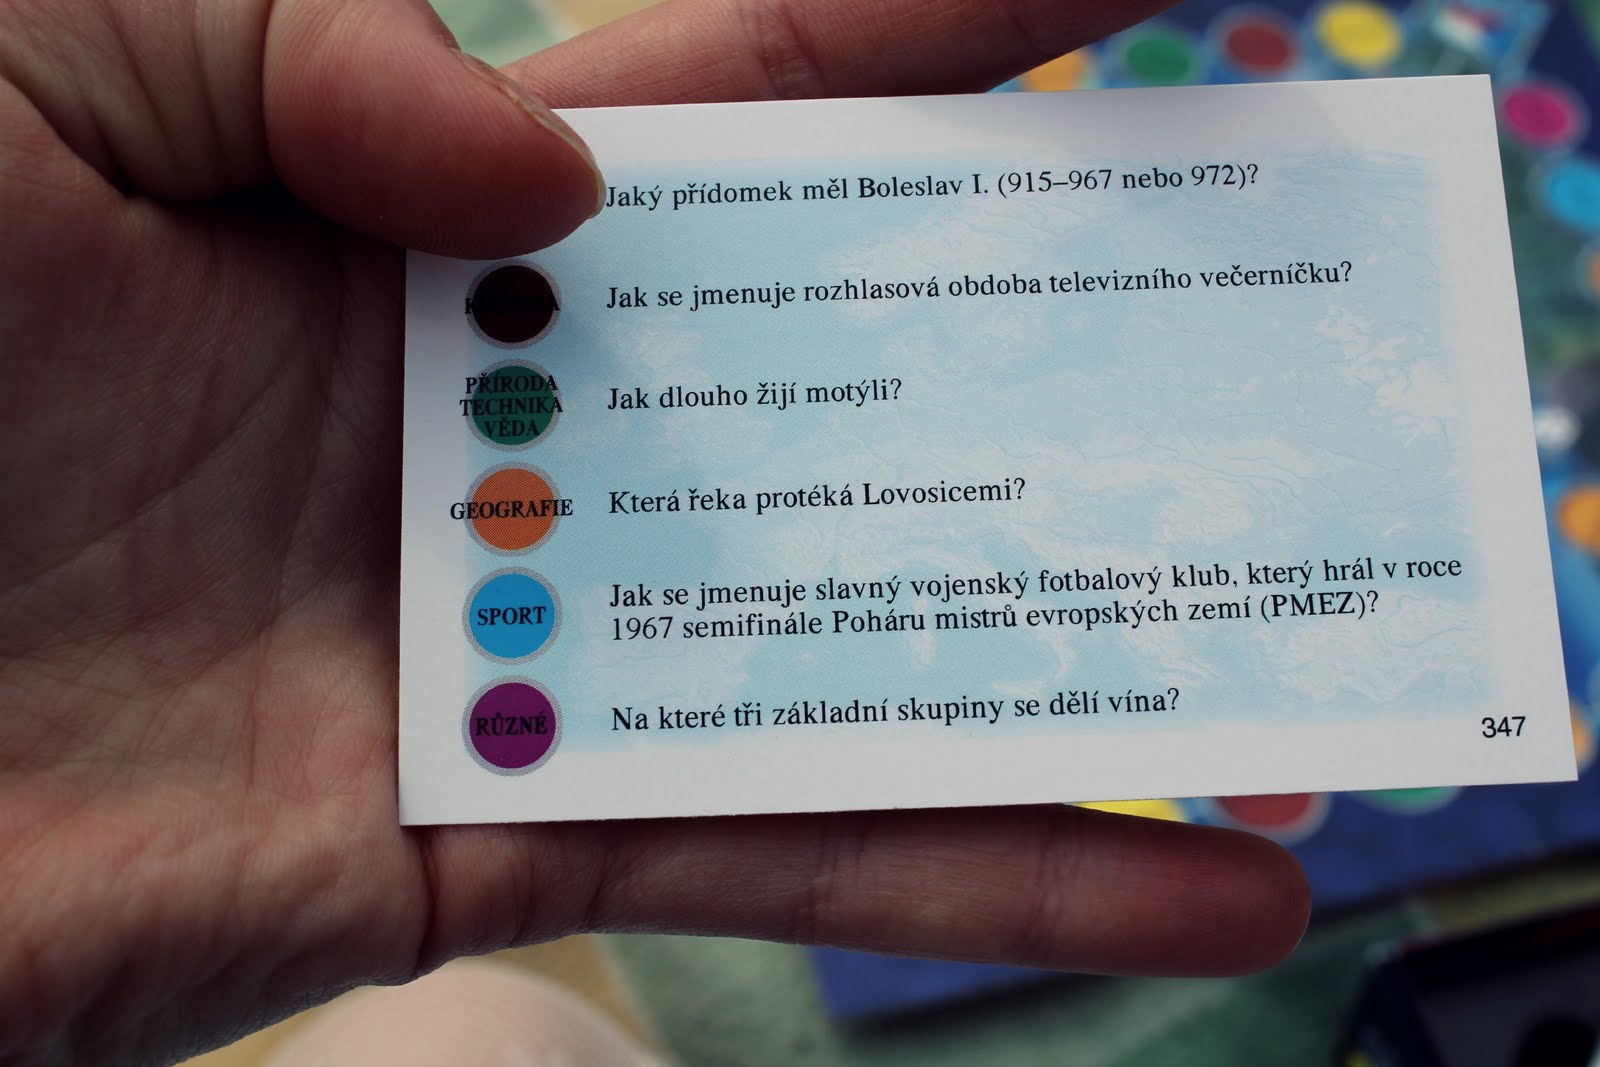 Jaký přídomek měl Boleslav I. (915–967 nebo 972)?
Jak se jmenuje rozhlasová obdoba televizního večerníčku?
PŘÍRODA
TECHNIKA
VĚDA
Jak dlouho žijí motýli?
GEOGRAFIE
Která řeka protéká Lovosicemi?
SPORT
Jak se jmenuje slavný vojenský fotbalový klub, který hrál v roce
1967 semifinále Poháru mistrů evropských zemí (PMEZ)?
RŮZNÉ
Na které tři základní skupiny se dělí vína?
347